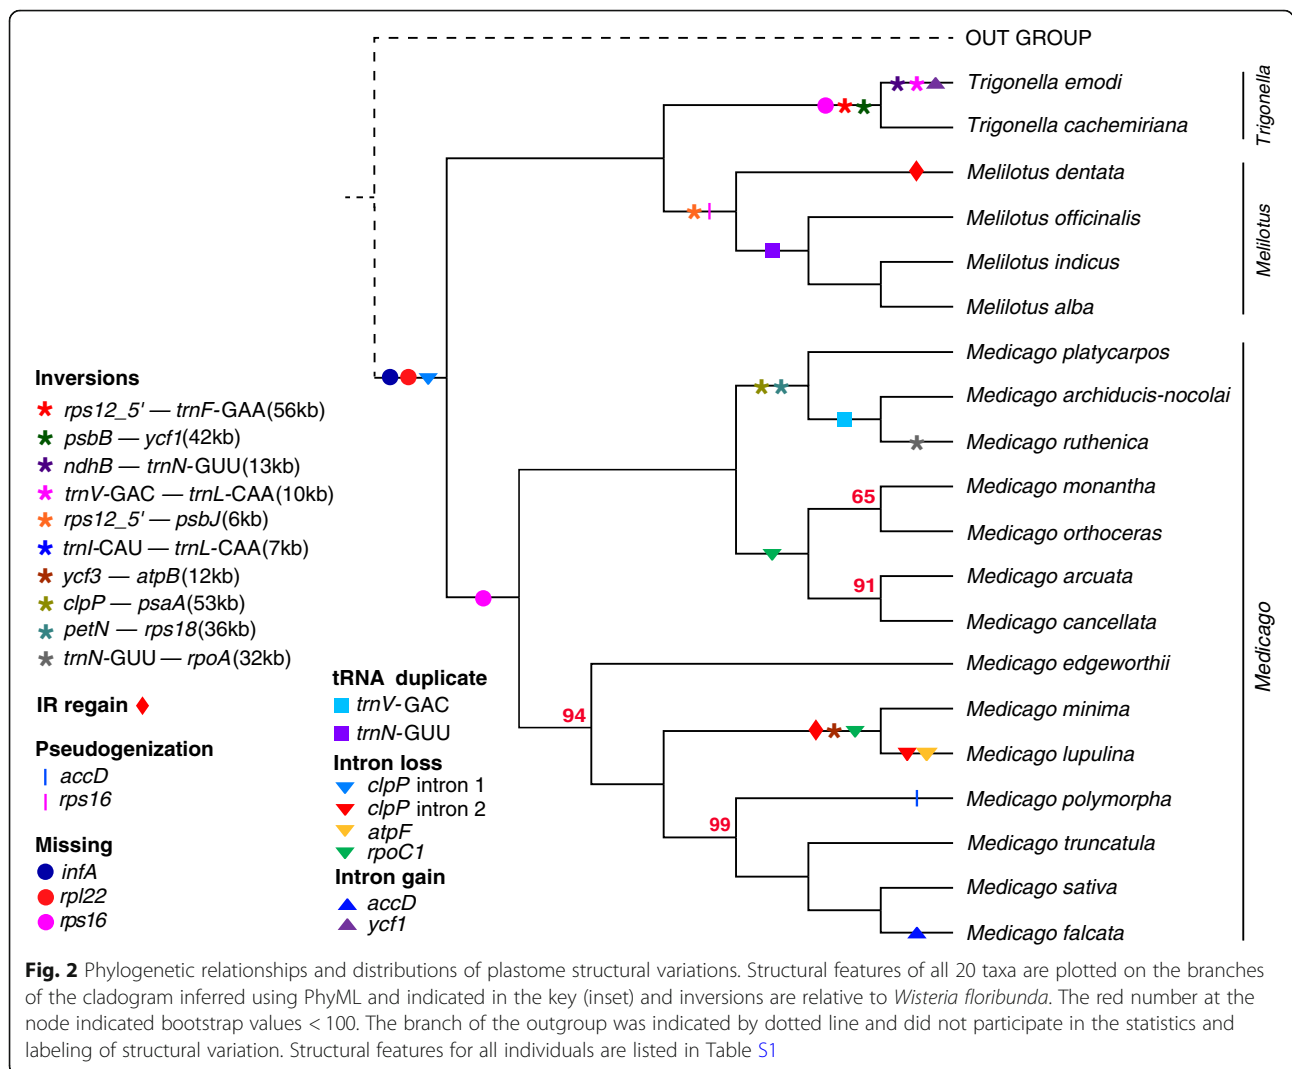 OUT GROUP
Trigonella emodi
Trigonella cachemiriana
Trigonella
Melilotus dentata
Melilotus officinalis
Melilotus indicus
Melilotus alba
Melilotus
Medicago platycarpos
Medicago archiducis-nocolai
Medicago ruthenica
65
Medicago monantha
Medicago orthoceras
91
Medicago arcuata
Medicago cancellata
94
Medicago edgeworthii
Medicago minima
Medicago lupulina
99
Medicago polymorpha
Medicago truncatula
Medicago sativa
Medicago falcata
Medicago
Inversions
rps12_5' — trnF-GAA(56kb)
psbB — ycf1(42kb)
ndhB — trnN-GUU(13kb)
trnV-GAC — trnL-CAA(10kb)
rps12_5' — psbJ(6kb)
trnI-CAU — trnL-CAA(7kb)
ycf3 — atpB(12kb)
clpP — psaA(53kb)
petN — rps18(36kb)
trnN-GUU — rpoA(32kb)
IR regain
Pseudogenization
accD
rps16
Missing
infA
rpl22
rps16
tRNA duplicate
trnV-GAC
trnN-GUU
Intron loss
clpP intron 1
clpP intron 2
atpF
rpoC1
Intron gain
accD
ycf1
Fig. 2 Phylogenetic relationships and distributions of plastome structural variations. Structural features of all 20 taxa are plotted on the branches
of the cladogram inferred using PhyML and indicated in the key (inset) and inversions are relative to Wisteria floribunda. The red number at the
node indicated bootstrap values < 100. The branch of the outgroup was indicated by dotted line and did not participate in the statistics and
labeling of structural variation. Structural features for all individuals are listed in Table S1